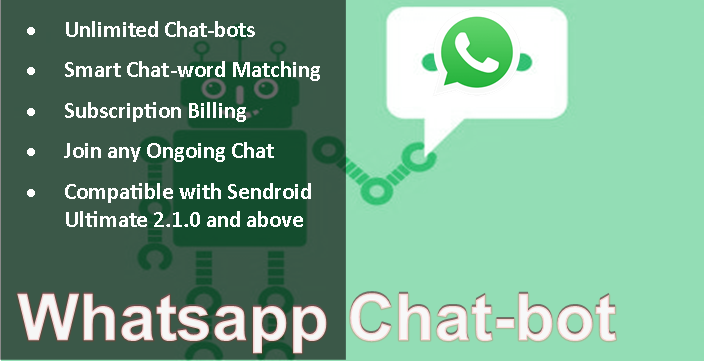 • Unlimited Chat-bots
• Smart Chat-word Matching
• Subscription Billing
• Join any Ongoing Chat
• Compatible with Sendroid
Ultimate 2.1.0 and above
Whatsapp Chat-bot